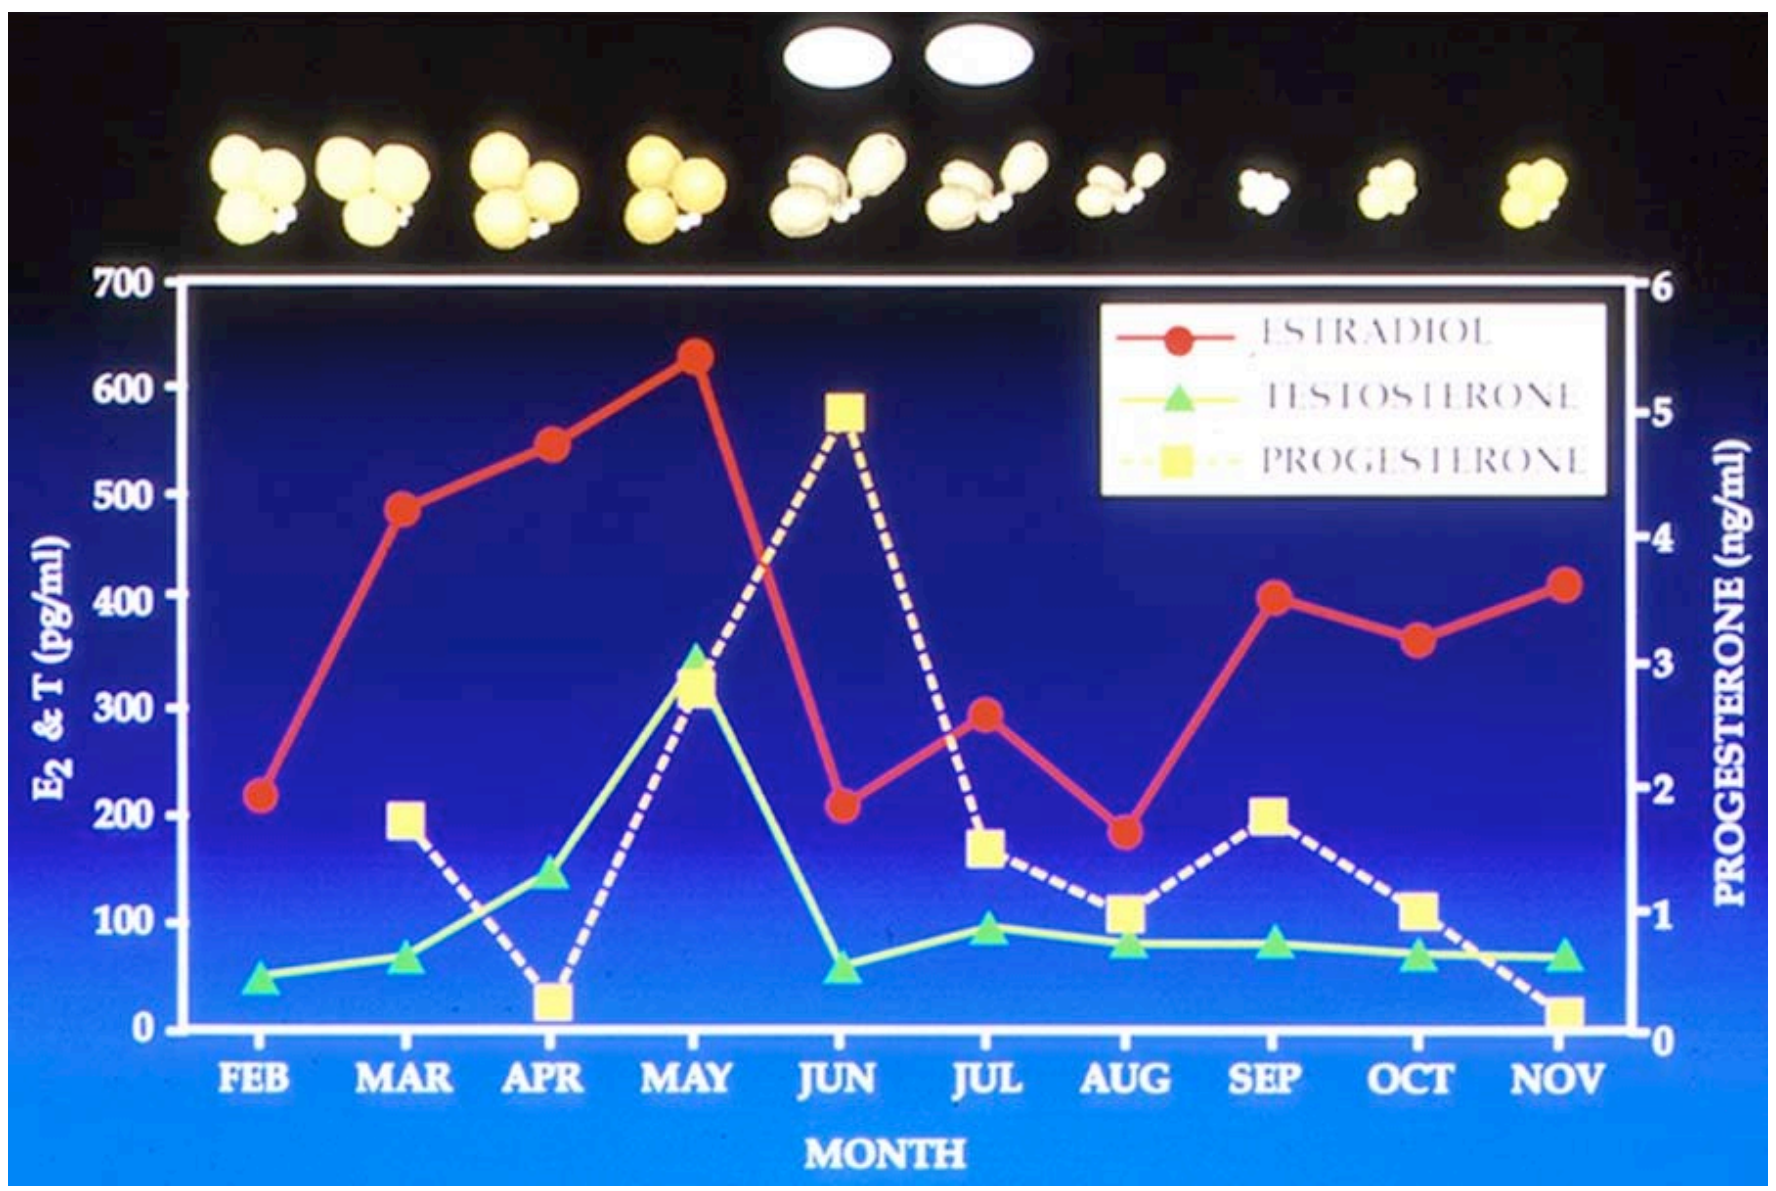 700
600
500
400
300
200
100
0
E2 & T (pg/ml)
6
5
4
3
2
1
0
PROGESTERONE (ng/ml)
ESTRADIOL
TESTOSTERONE
PROGESTERONE
FEB MAR APR MAY JUN JUL AUG SEP OCT NOV
MONTH